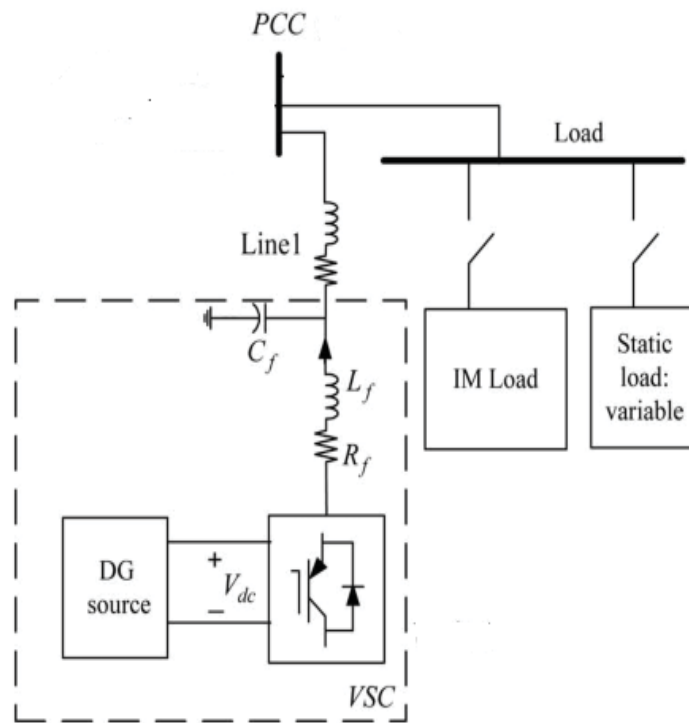 PCC
Load
Line1
C_f
L_f
R_f
IM Load
Static
load:
variable
DG
source
+
V_dc
−
VSC